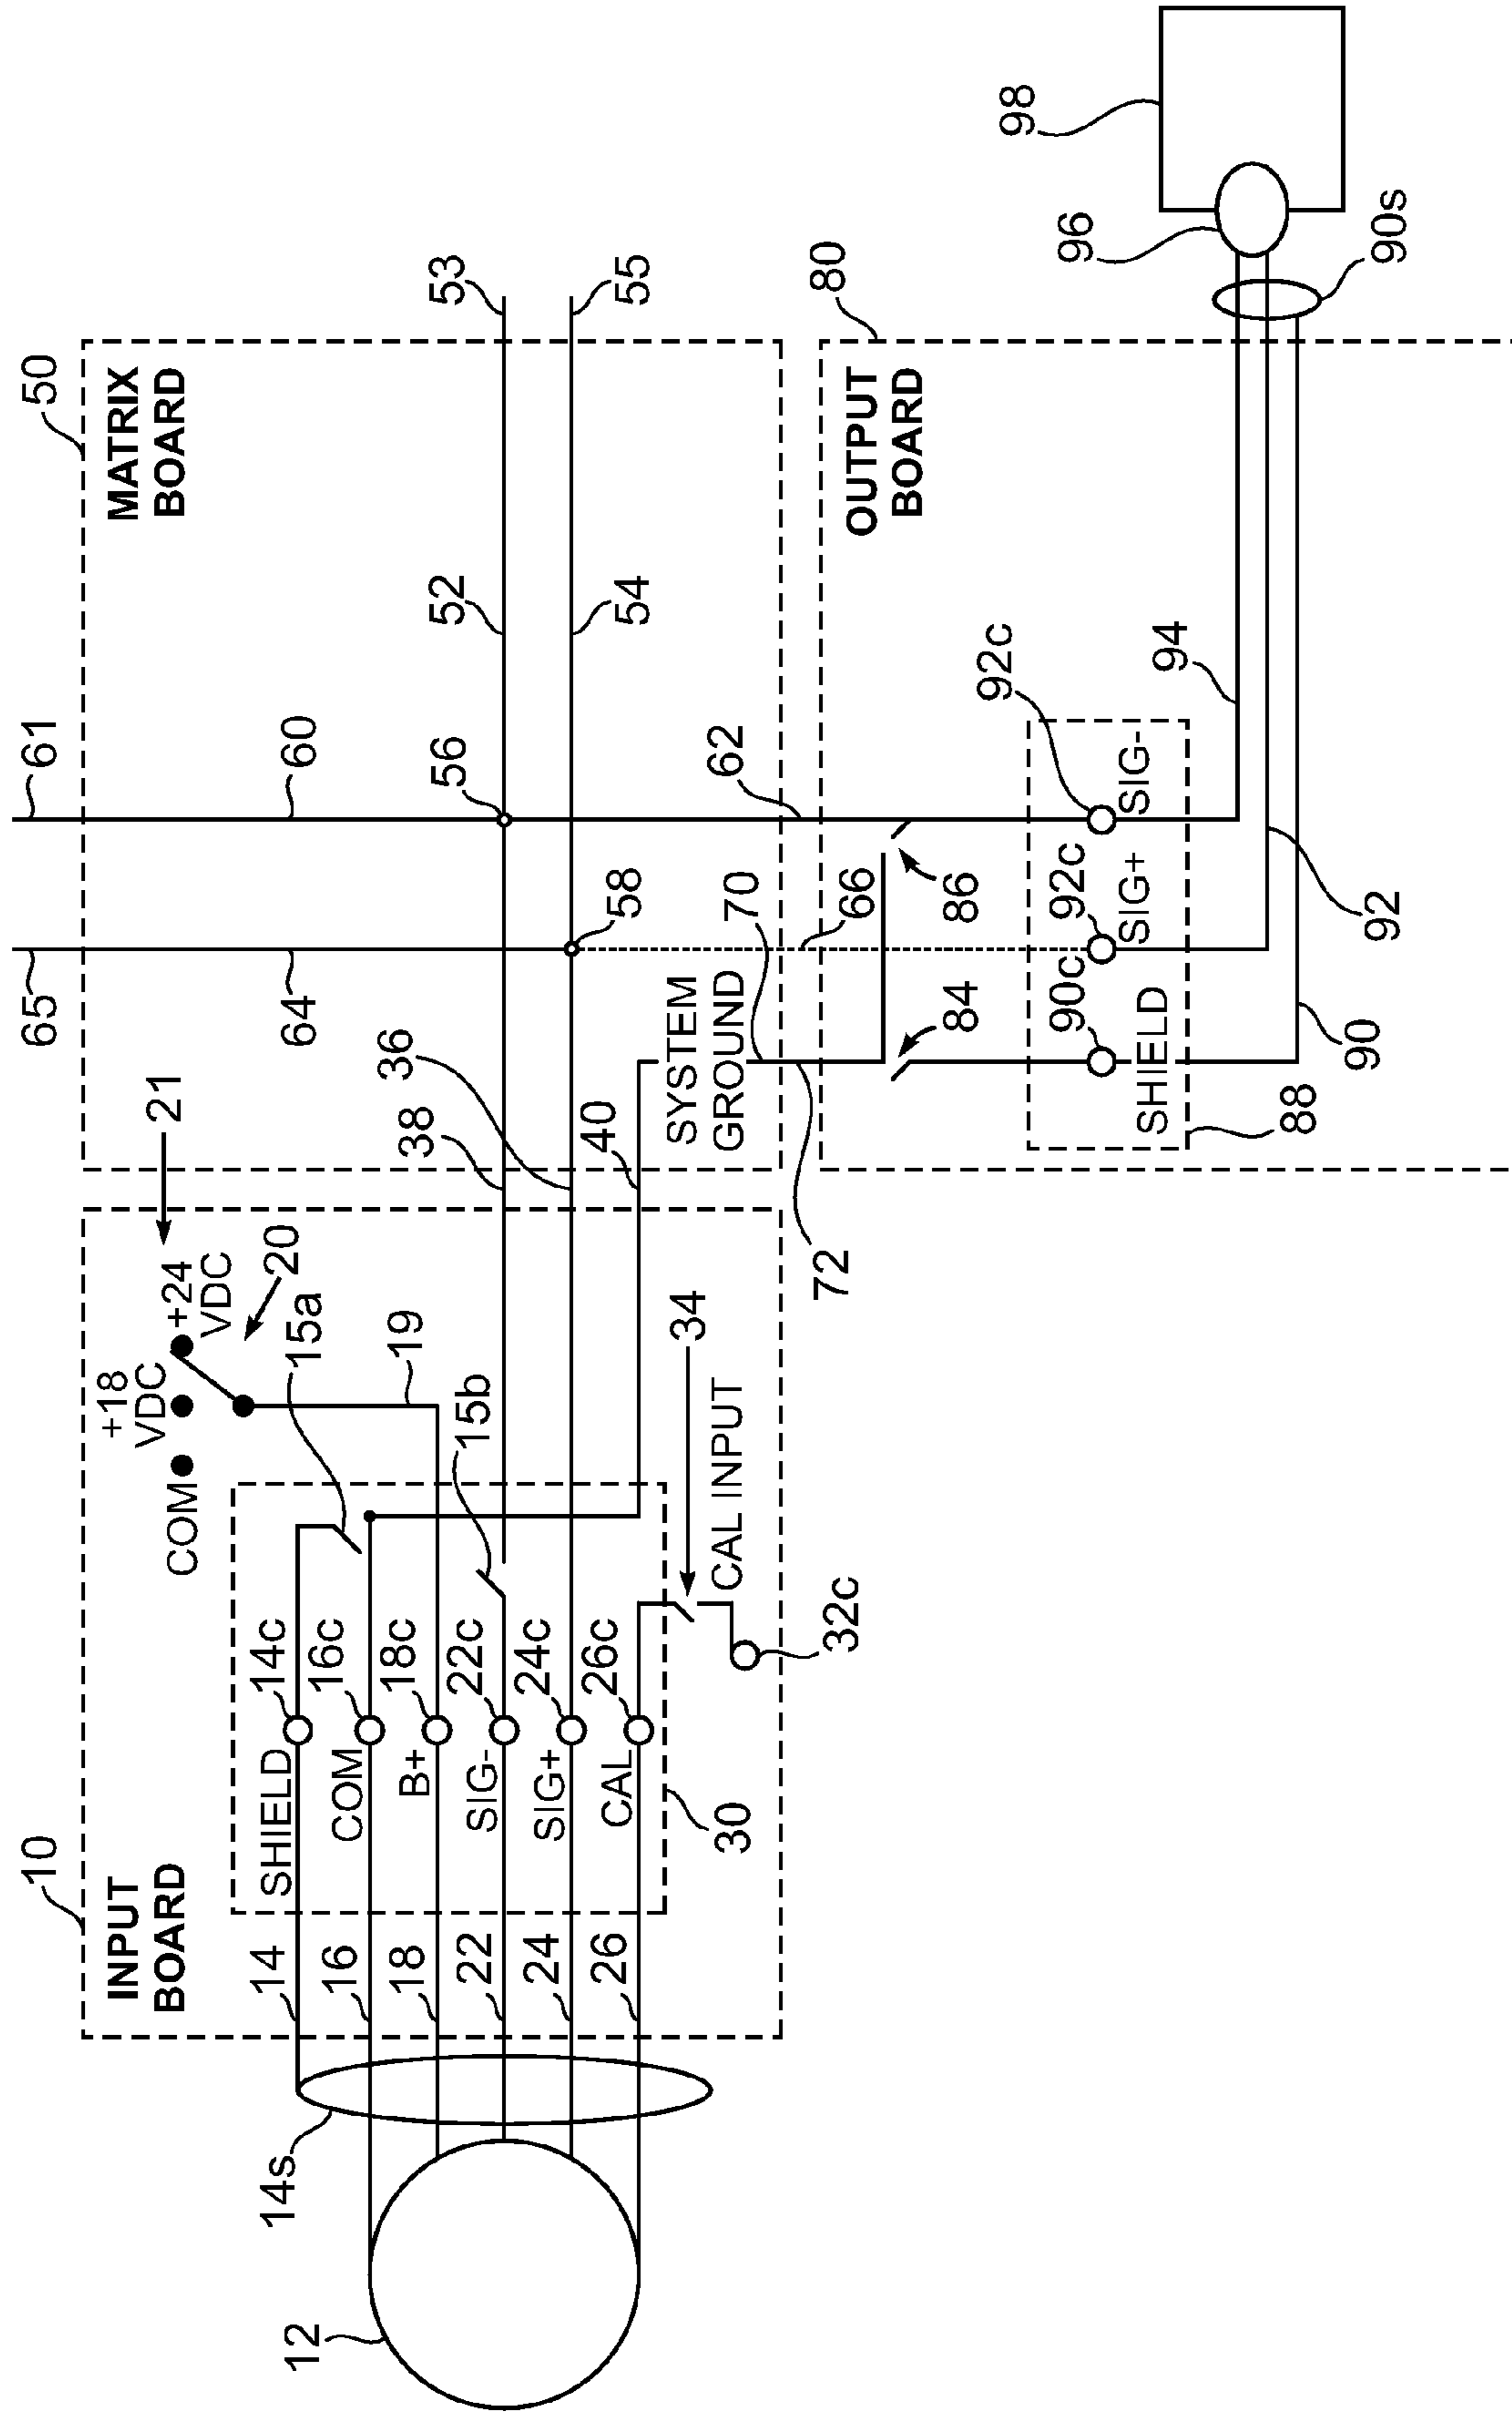 10
INPUT
BOARD
12
14s
14
16
18
22
24
26
SHIELD
COM
B+
SIG-
SIG+
CAL
14c
16c
18c
22c
24c
26c
30
COM
+18
VDC
+24
VDC
21
20
15a
19
15b
34
CAL INPUT
32c
38
36
40
50
MATRIX
BOARD
65
61
64
60
56
58
52
54
53
55
SYSTEM
GROUND
70
72
62
66
80
OUTPUT
BOARD
84
86
90c
92c
92c
SHIELD
SIG+
SIG-
88
90
92
94
96
98
90s